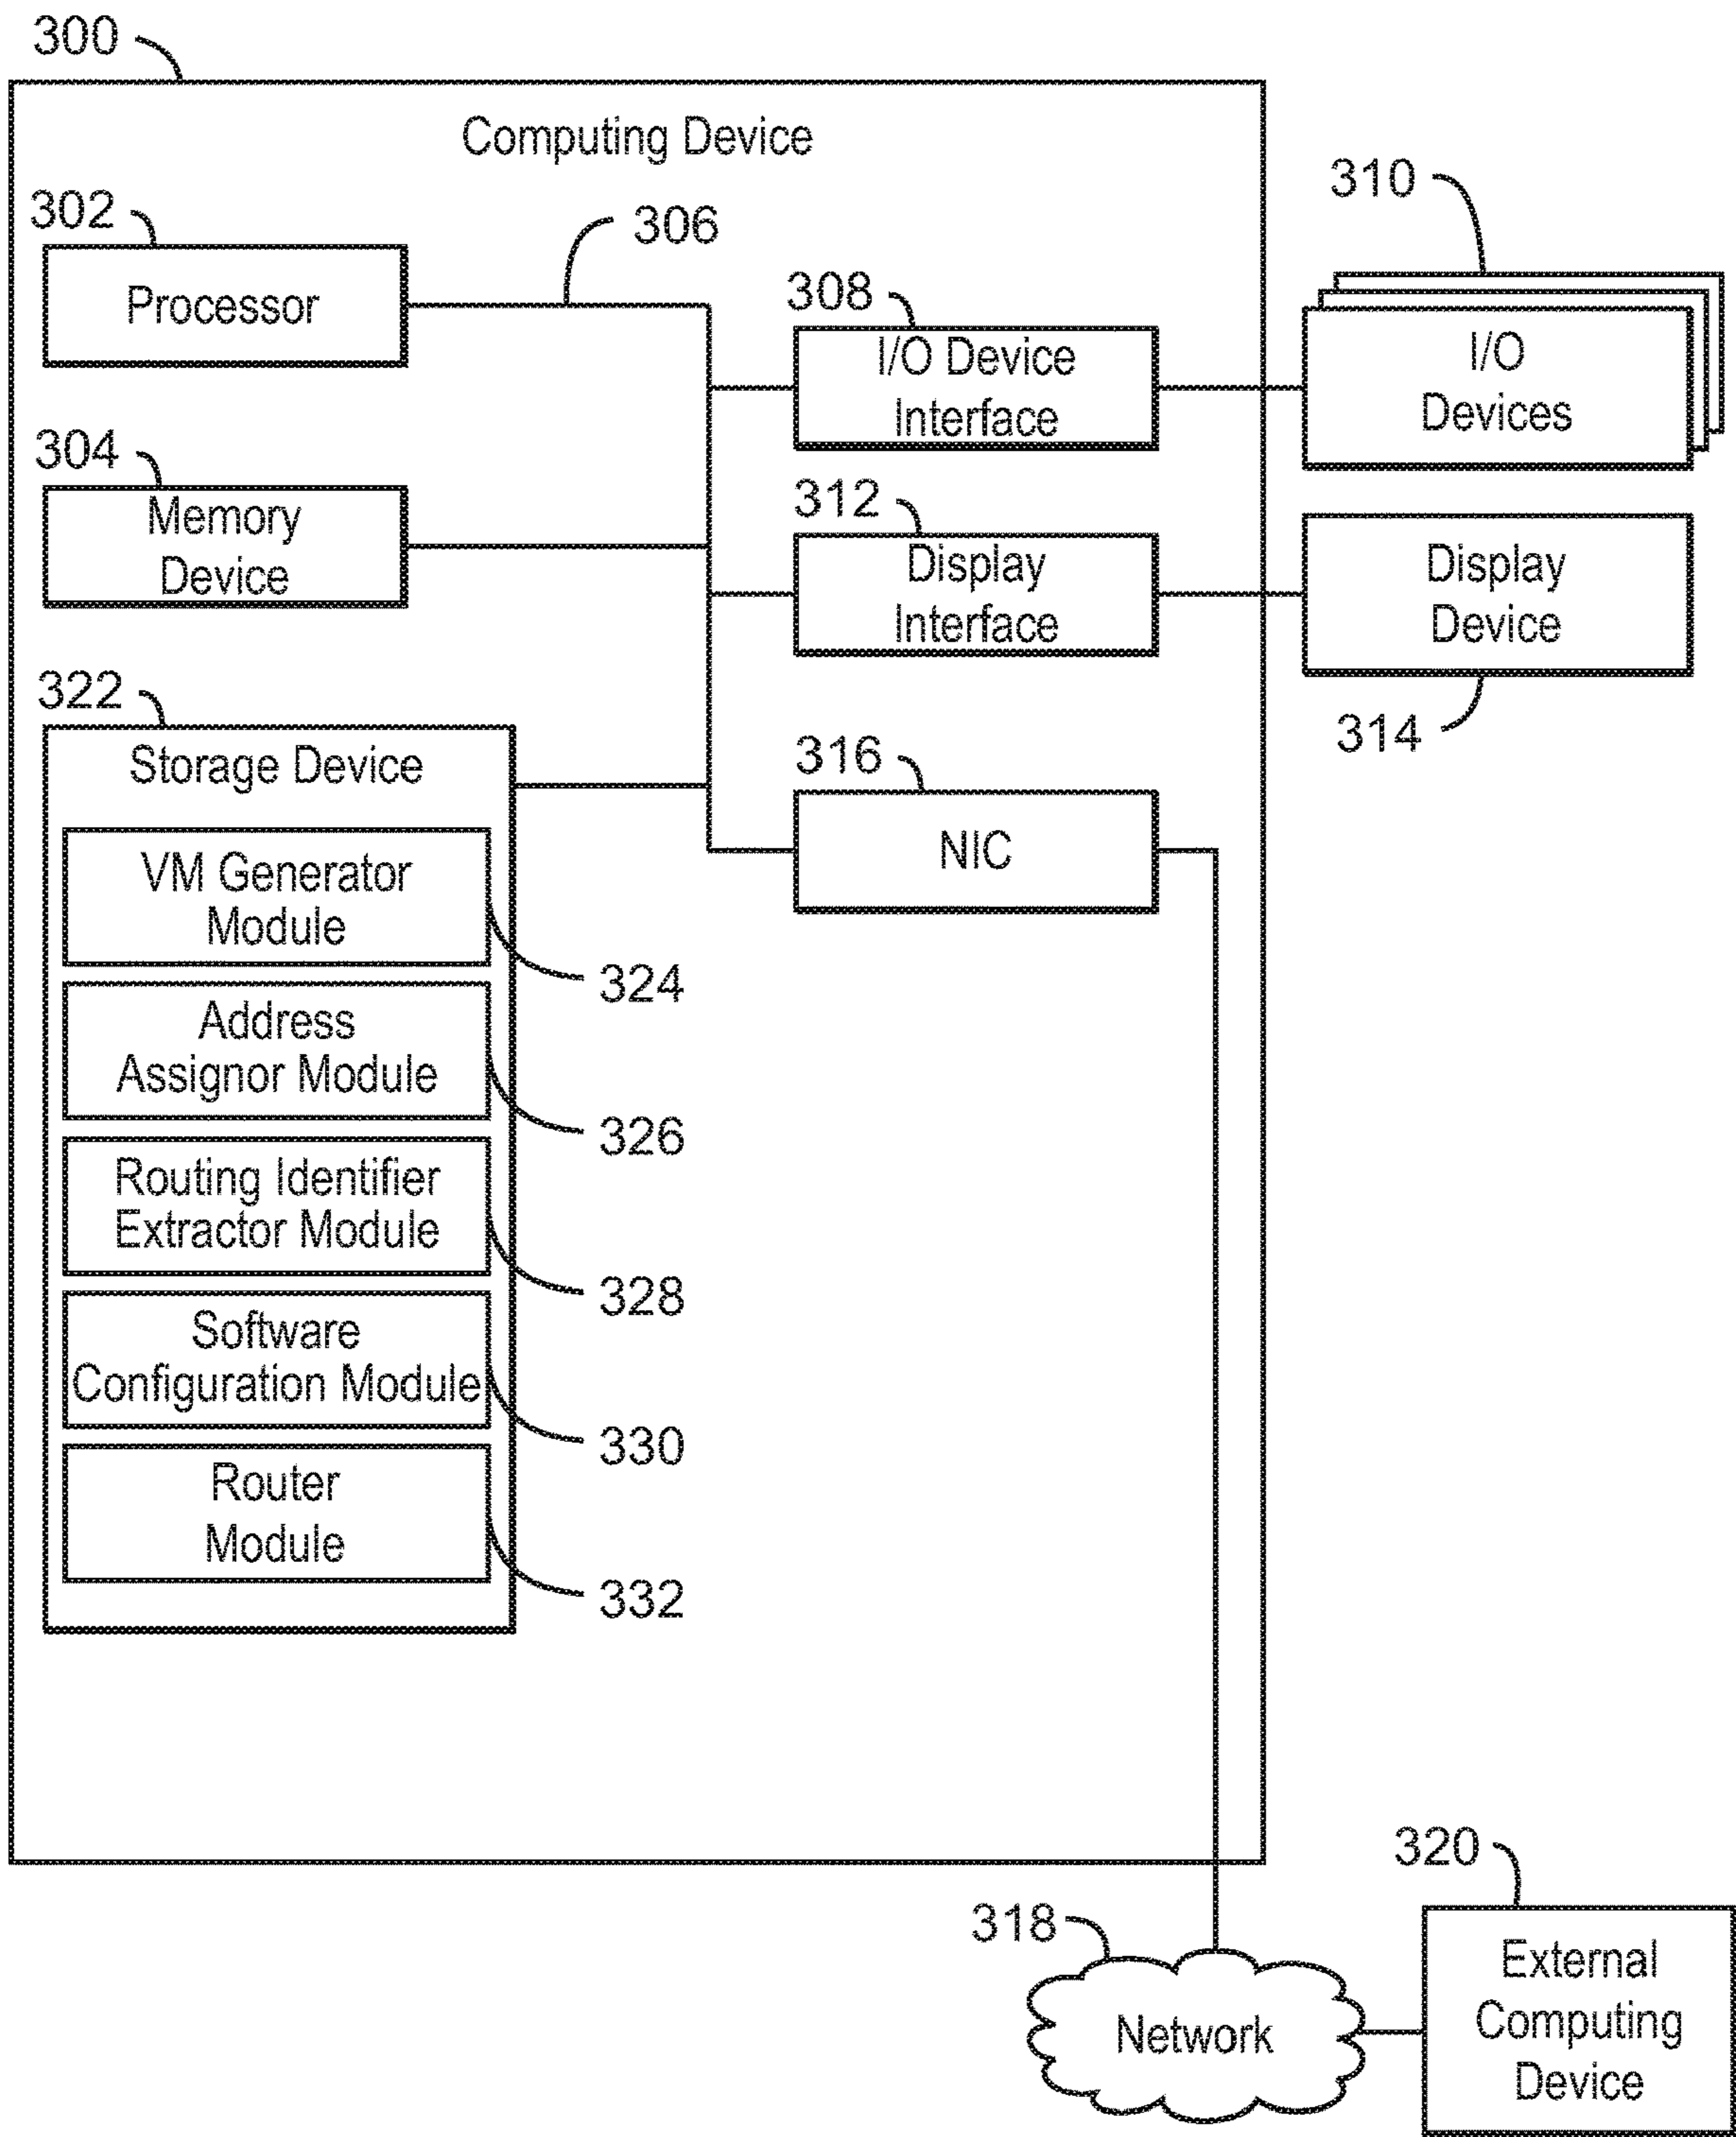 300
Computing Device
302
306
310
Processor
308
I/O Device
Interface
I/O
Devices
304
Memory
Device
312
Display
Interface
Display
Device
314
322
Storage Device
316
NIC
VM Generator
Module
324
Address
Assignor Module
326
Routing Identifier
Extractor Module
328
Software
Configuration Module
330
Router
Module
332
320
318
Network
External
Computing
Device